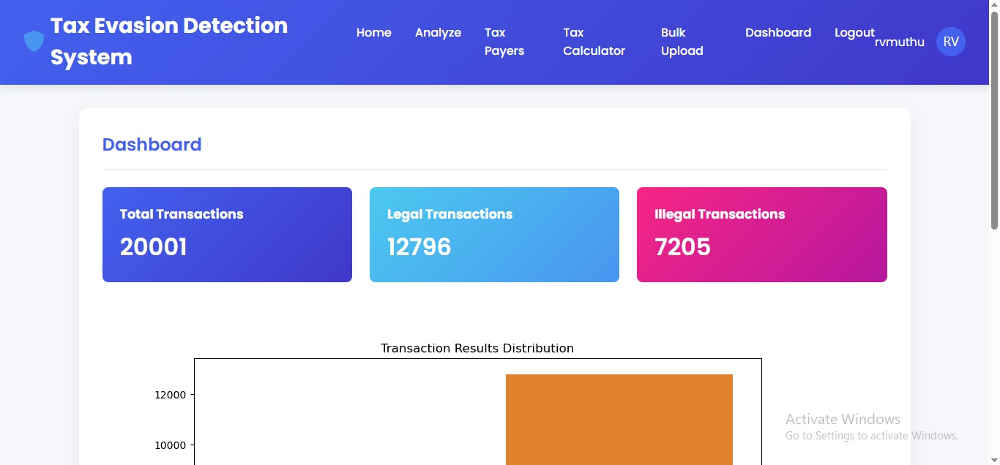 Tax Evasion Detection
System
Home
Analyze
Tax
Payers
Tax
Calculator
Bulk
Upload
Dashboard
Logout
rvmuthu
RV
Dashboard
Total Transactions
20001
Legal Transactions
12796
Illegal Transactions
7205
Transaction Results Distribution
12000
10000
Activate Windows
Go to Settings to activate Windows.